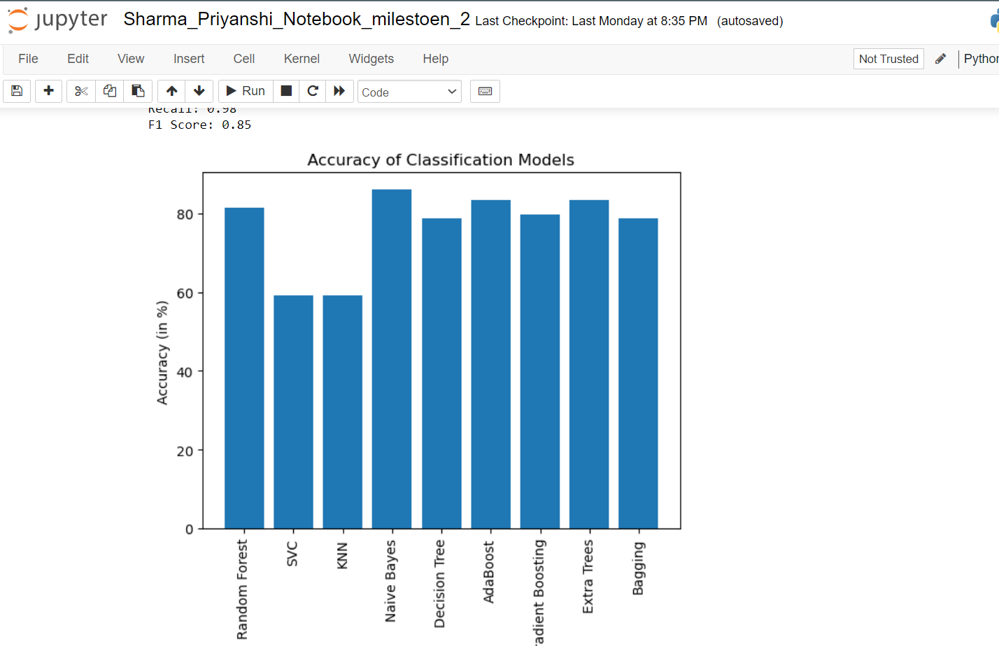 jupyter Sharma_Priyanshi_Notebook_milestoen_2 Last Checkpoint: Last Monday at 8:35 PM (autosaved)
File Edit View Insert Cell Kernel Widgets Help Not Trusted Python
Run Code
Recall: 0.98
F1 Score: 0.85
Accuracy of Classification Models
Accuracy (in %)
80
60
40
20
0
Random Forest
SVC
KNN
Naive Bayes
Decision Tree
AdaBoost
radient Boosting
Extra Trees
Bagging